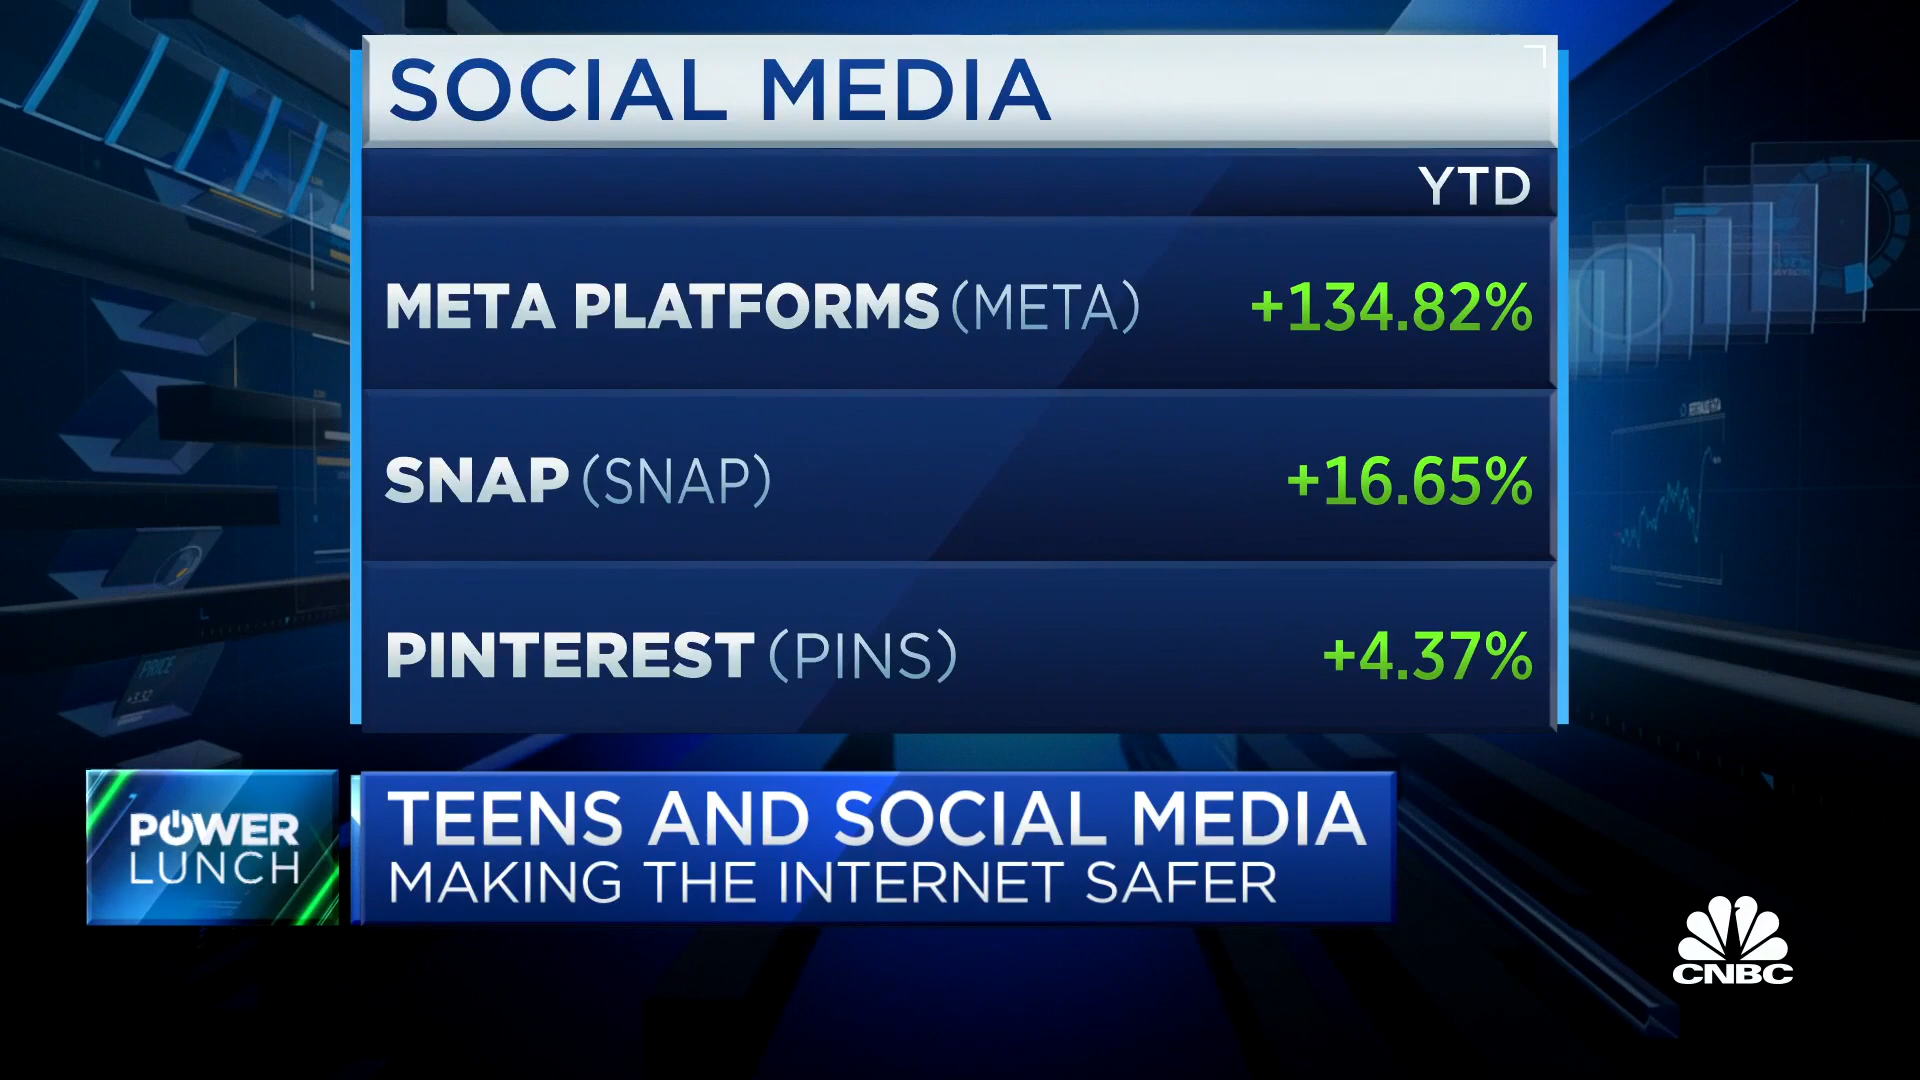 SOCIAL MEDIA
YTD
META PLATFORMS (META) +134.82%
SNAP (SNAP) +16.65%
PINTEREST (PINS) +4.37%
POWER
LUNCH
TEENS AND SOCIAL MEDIA
MAKING THE INTERNET SAFER
CNBC
PRICE